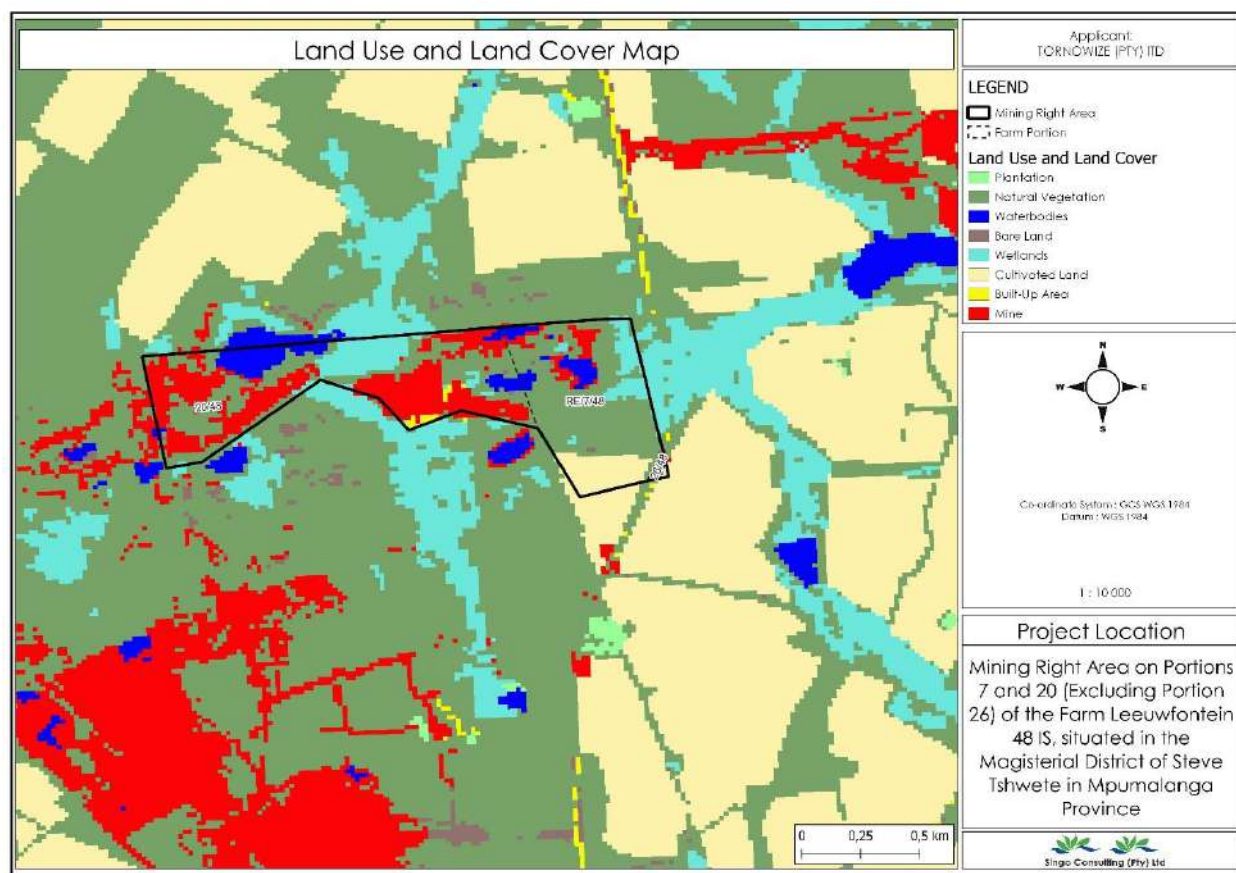 Land Use and Land Cover Map
Applicant:
TORNOWIZE (PTY) lTD
LEGEND
Mining Right Area
Farm Portion
Land Use and Land Cover
Plantation
Natural Vegetation
Waterbodies
Bare Land
Wetlands
Cultivated Land
Built-Up Area
Mine
20/48
RE/7/48
N
W E
S
Co-ordinate System : GCS WGS 1984
Datum : WGS 1984
1 : 10 000
Project Location
Mining Right Area on Portions
7 and 20 (Excluding Portion
26) of the Farm Leeuwfontein
48 IS, situated in the
Magisterial District of Steve
Tshwete in Mpumalanga
Province
0 0,25 0,5 km
Singo Consulting (Pty) Ltd